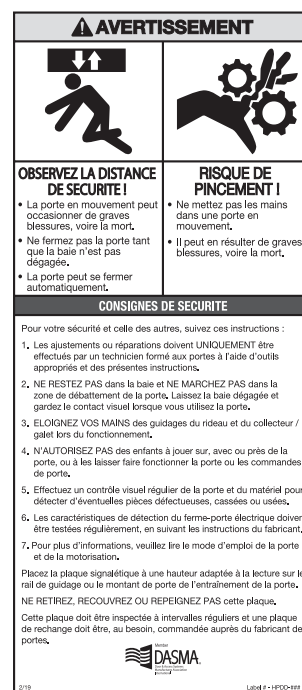 AVERTISSEMENT
OBSERVEZ LA DISTANCE
DE SECURITE !
• La porte en mouvement peut
occasionner de graves
blessures, voire la mort.
• Ne fermez pas la porte tant
que la baie n'est pas
dégagée.
• La porte peut se fermer
automatiquement.
RISQUE DE
PINCEMENT !
• Ne mettez pas les mains
dans une porte en
mouvement.
• Il peut en résulter de graves
blessures, voire la mort.
CONSIGNES DE SECURITE
Pour votre sécurité et celle des autres, suivez ces instructions :
1. Les ajustements ou réparations doivent UNIQUEMENT être
effectués par un technicien formé aux portes à l'aide d'outils
appropriés et des présentes instructions.
2. NE RESTEZ PAS dans la baie et NE MARCHEZ PAS dans la
zone de débattement de la porte. Laissez la baie dégagée et
gardez le contact visuel lorsque vous utilisez la porte.
3. ELOIGNEZ VOS MAINS des guidages du rideau et du collecteur /
galet lors du fonctionnement.
4. N'AUTORISEZ PAS des enfants à jouer sur, avec ou près de la
porte, ou à les laisser faire fonctionner la porte ou les commandes
de porte.
5. Effectuez un contrôle visuel régulier de la porte et du matériel pour
détecter d'éventuelles pièces défectueuses, cassées ou usées.
6. Les caractéristiques de détection du ferme-porte électrique doiven
être testées régulièrement, en suivant les instructions du fabricant.
7. Pour plus d'informations, veuillez lire le mode d'emploi de la porte
et de la motorisation.
Placez la plaque signalétique à une hauteur adaptée à la lecture sur le
rail de guidage ou le montant de porte de l'entraînement de la porte.
NE RETIREZ, RECOUVREZ OU REPEIGNEZ PAS cette plaque.
Cette plaque doit être inspectée à intervalles réguliers et une plaque
de rechange doit être, au besoin, commandée auprès du fabricant de
portes.
Member
DASMA
2/19
Label # - HPDD-###